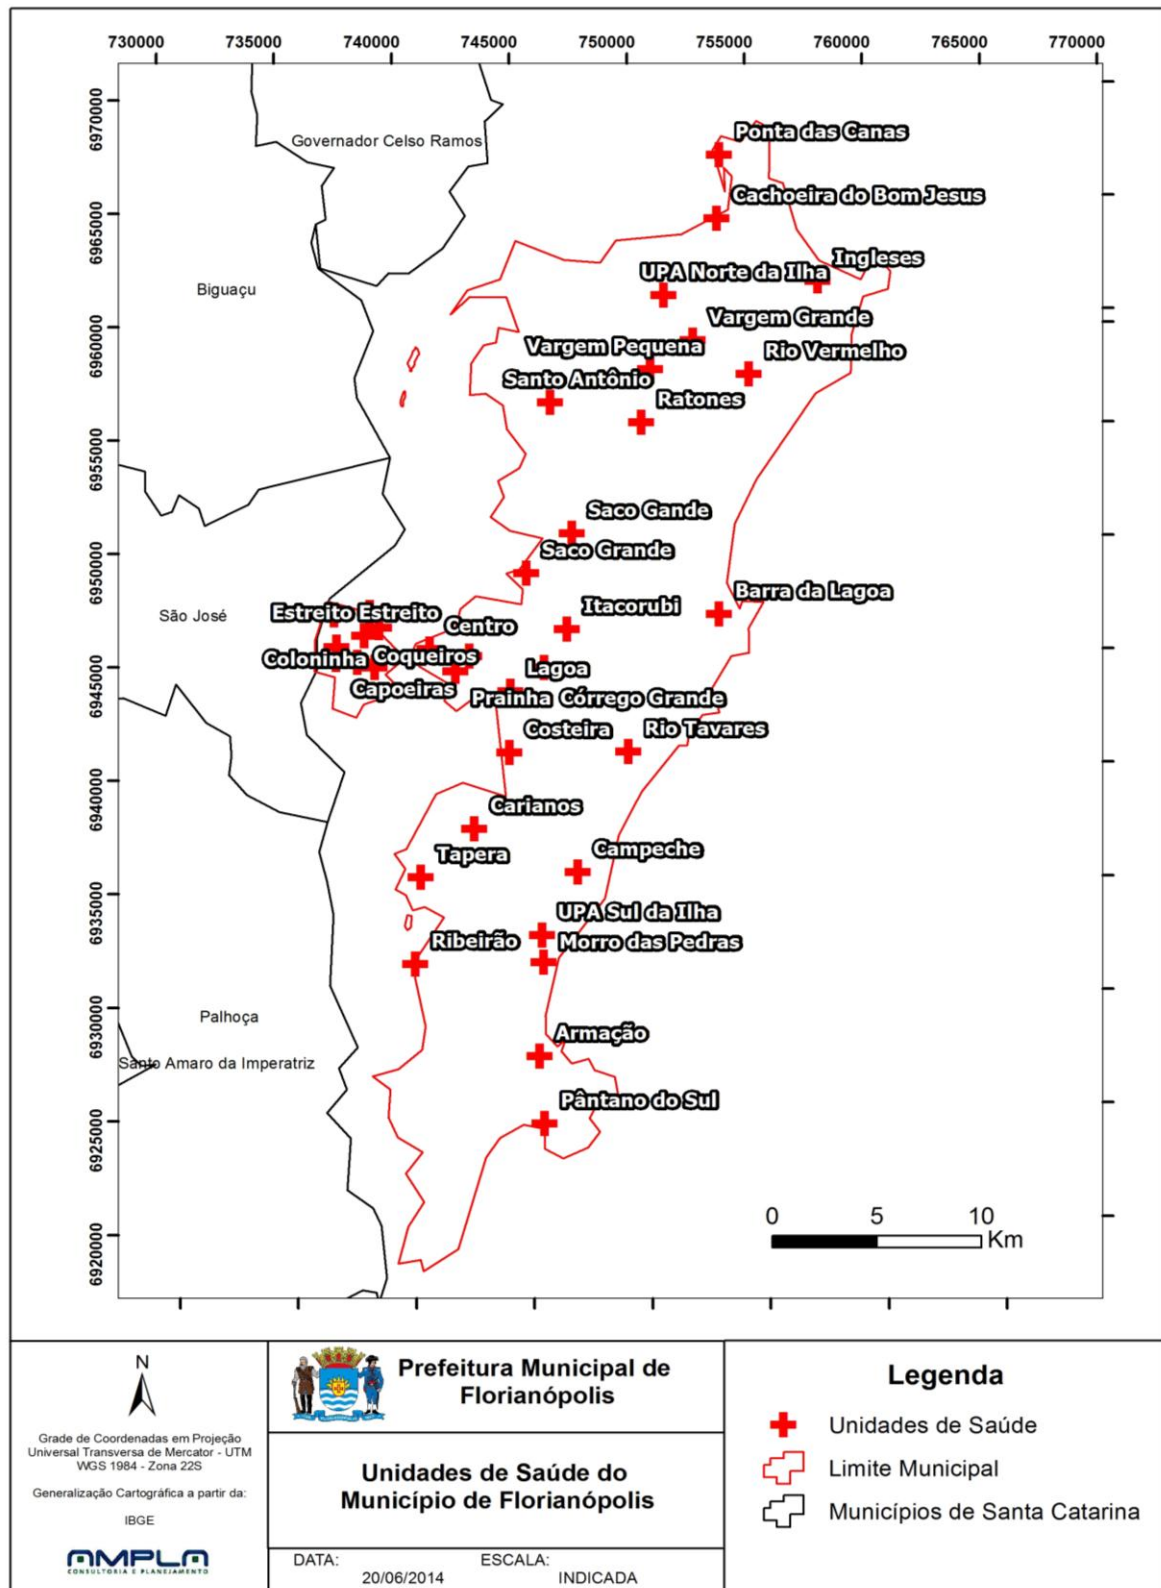 730000 735000 740000 745000 750000 755000 760000 765000 770000
6970000
6965000
6960000
6955000
6950000
6945000
6940000
6935000
6930000
6925000
6920000
Ponta das Canas
Governador Celso Ramos
Cachoeira do Bom Jesus
Ingleses
UPA Norte da Ilha
Biguaçu
Vargem Grande
Vargem Pequena
Rio Vermelho
Santo Antônio
Ratones
Saco Gande
Saco Grande
Barra da Lagoa
Itacorubi
São José
Estreito Estreito
Centro
Coloninha
Coqueiros
Lagoa
Capoeiras
Prainha Córrego Grande
Costeira
Rio Tavares
Carianos
Tapera
Campeche
UPA Sul da Ilha
Ribeirão
Morro das Pedras
Palhoça
Armação
Santo Amaro da Imperatriz
Pântano do Sul
0 5 10
Km
N
Grade de Coordenadas em Projeção
Universal Transversa de Mercator - UTM
WGS 1984 - Zona 22S
Generalização Cartográfica a partir da:
IBGE
AMPLA
CONSULTORIA E PLANEJAMENTO
Prefeitura Municipal de
Florianópolis
Unidades de Saúde do
Município de Florianópolis
DATA:
20/06/2014
ESCALA:
INDICADA
Legenda
Unidades de Saúde
Limite Municipal
Municípios de Santa Catarina